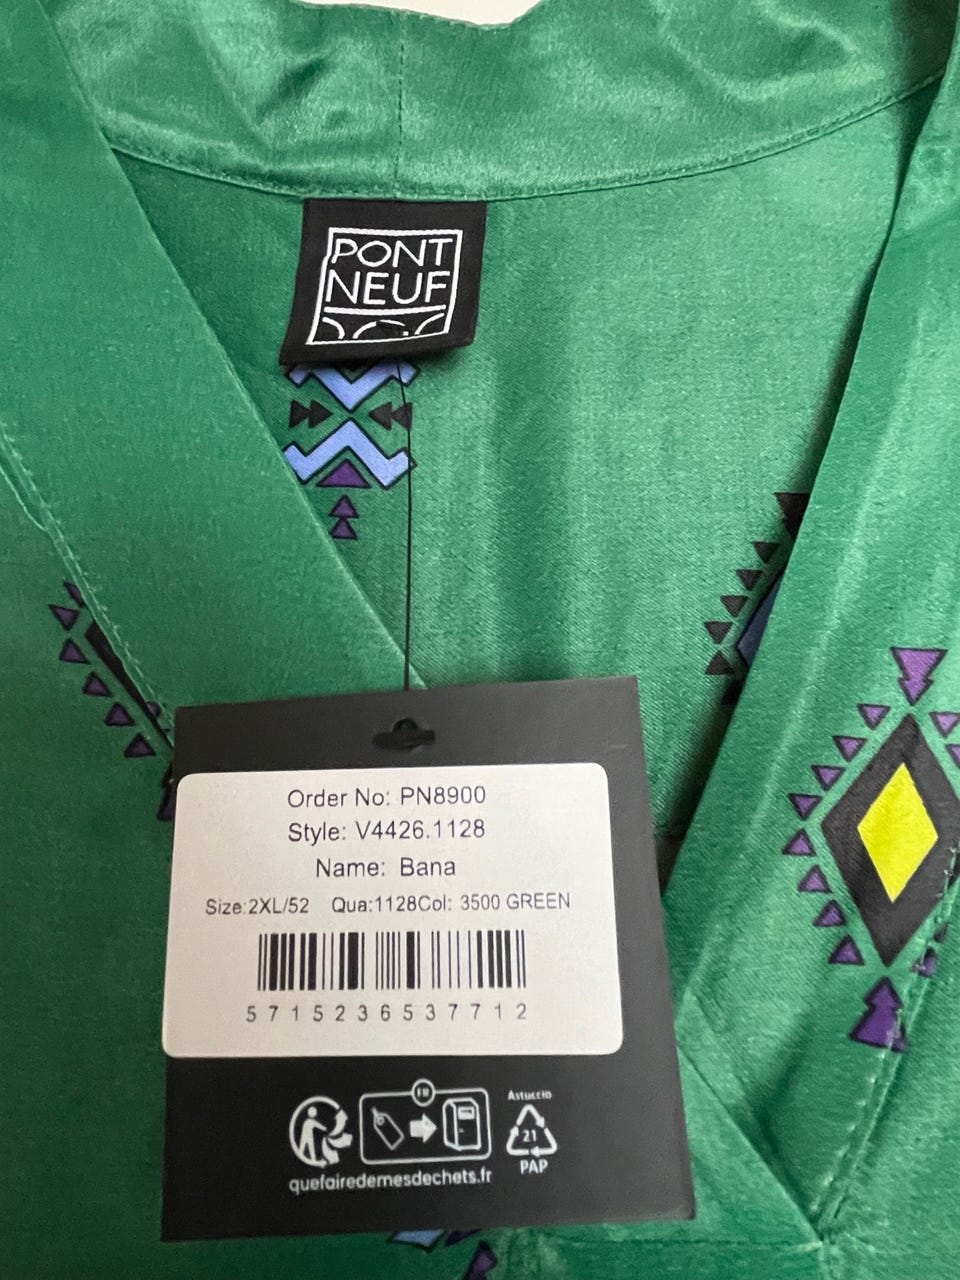 PONT
NEUF
Order No: PN8900
Style: V4426.1128
Name: Bana
Size:2XL/52 Qua:1128Col: 3500 GREEN
5715236537712
FR
Astuccio
21
PAP
quefairedemesdechets.fr